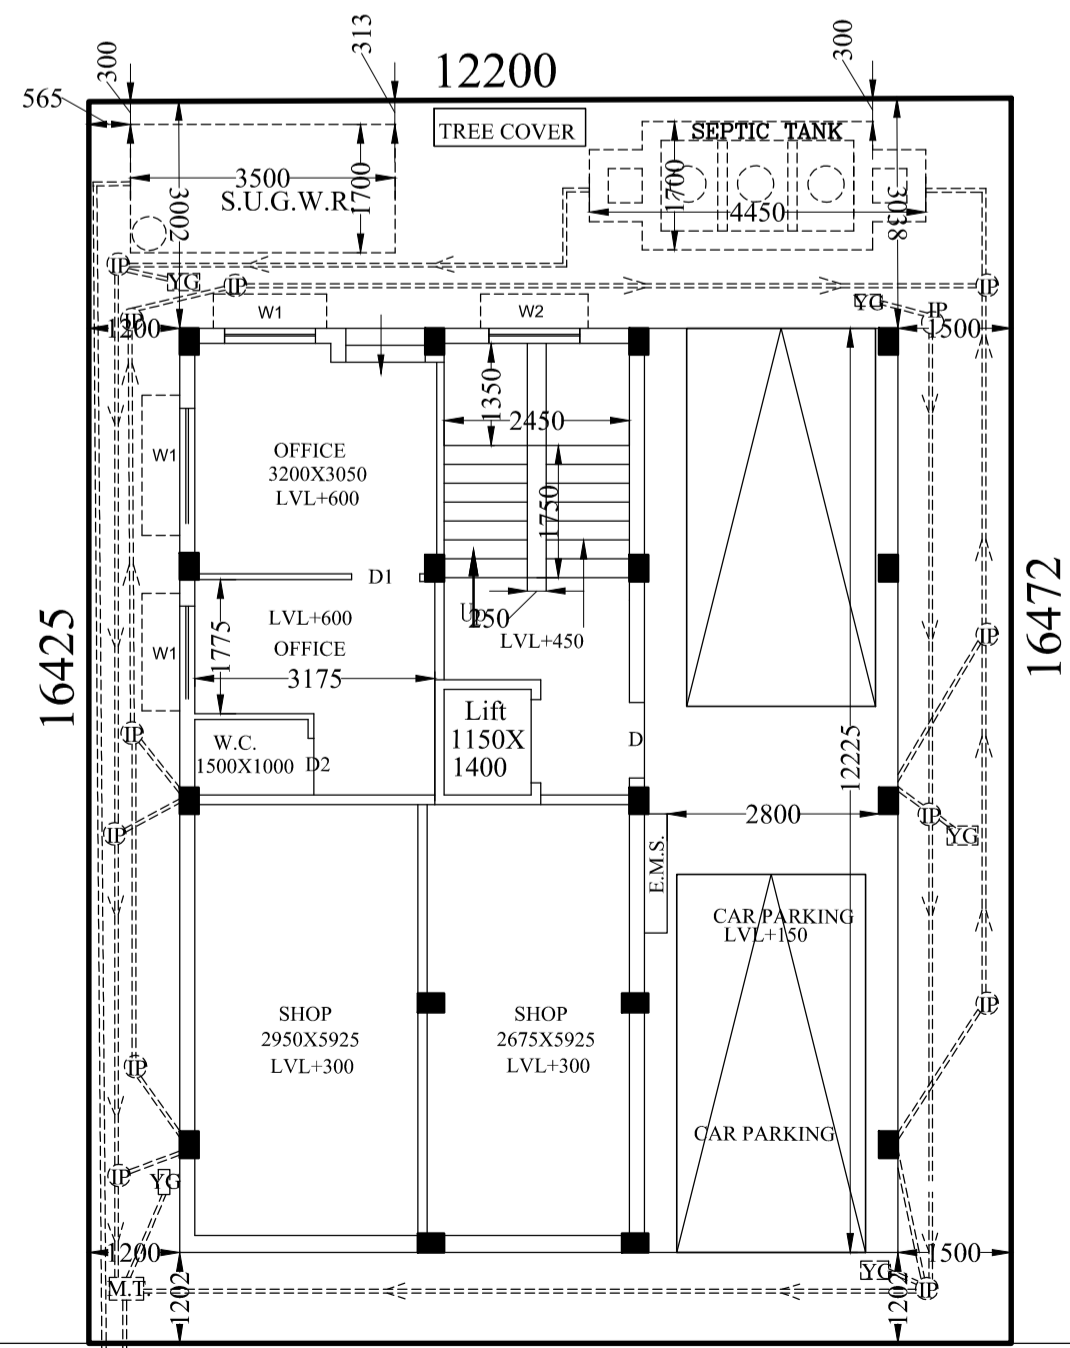 300
313
300
12200
565
TREE COVER
SEPTIC TANK
3500
S.U.G.W.R.
1700
1700
4450
3002
3038
IP
YG
IP
IP
YG
IP
IP
1200
W1
W2
1500
1350
2450
OFFICE
3200X3050
LVL+600
W1
1750
D1
LVL+600
OFFICE
Up
250
LVL+450
1775
3175
W1
IP
16425
16472
Lift
1150X
1400
W.C.
1500X1000
D2
D
IP
12225
2800
IP
IP
YG
E.M.S.
CAR PARKING
LVL+150
SHOP
2950X5925
LVL+300
SHOP
2675X5925
LVL+300
IP
IP
CAR PARKING
IP
YG
1200
1500
YG
M.T.
1202
1202
IP